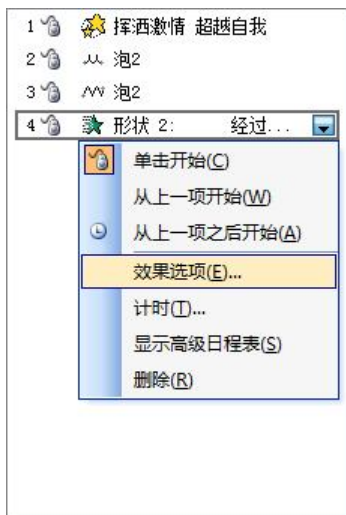 1 挥洒激情 超越自我
2 泡2
3 泡2
4 形状 2: 经过...
单击开始(C)
从上一项开始(W)
从上一项之后开始(A)
效果选项(E)...
计时(T)...
显示高级日程表(S)
删除(R)